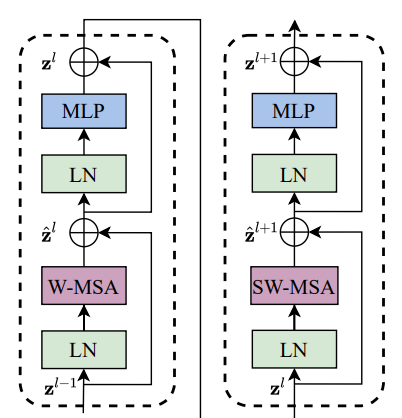 z^l
MLP
LN
ẑ^l
W-MSA
LN
z^{l−1}
z^{l+1}
MLP
LN
ẑ^{l+1}
SW-MSA
LN
z^l